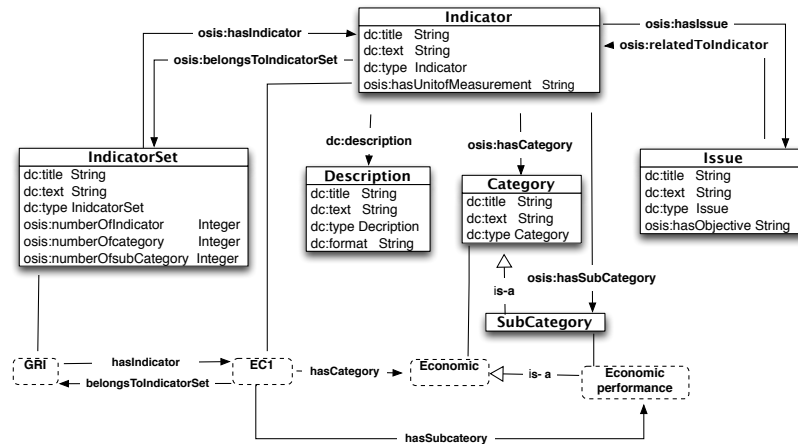 Indicator
dc:title String
dc:text String
dc:type Indicator
osis:hasUnitofMeasurement String
osis:hasIndicator
osis:belongsToIndicatorSet
osis:hasIssue
osis:relatedToIndicator
dc:description
osis:hasCategory
IndicatorSet
dc:title String
dc:text String
dc:type InidcatorSet
osis:numberOfIndicator Integer
osis:numberOfcategory Integer
osis:numberOfsubCategory Integer
Description
dc:title String
dc:text String
dc:type Decription
dc:format String
Category
dc:title String
dc:text String
dc:type Category
Issue
dc:title String
dc:text String
dc:type Issue
osis:hasObjective String
is-a
osis:hasSubCategory
SubCategory
GRI
hasIndicator
belongsToIndicatorSet
EC1
hasCategory
Economic
is- a
Economic
performance
hasSubcateory